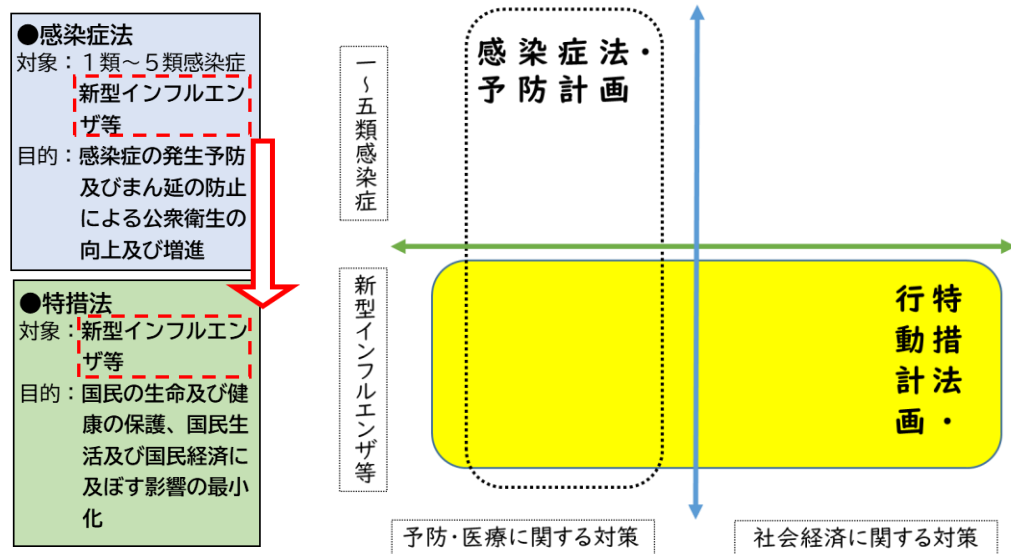 ●感染症法
対象：１類～５類感染症
新型インフルエン
ザ等
目的：感染症の発生予防
及びまん延の防止
による公衆衛生の
向上及び増進
●特措法
対象：新型インフルエン
ザ等
目的：国民の生命及び健
康の保護、国民生
活及び国民経済に
及ぼす影響の最小
化
一～五類感染症
感染症法・
予防計画
新型インフルエンザ等
特措法・
行動計画
予防・医療に関する対策
社会経済に関する対策